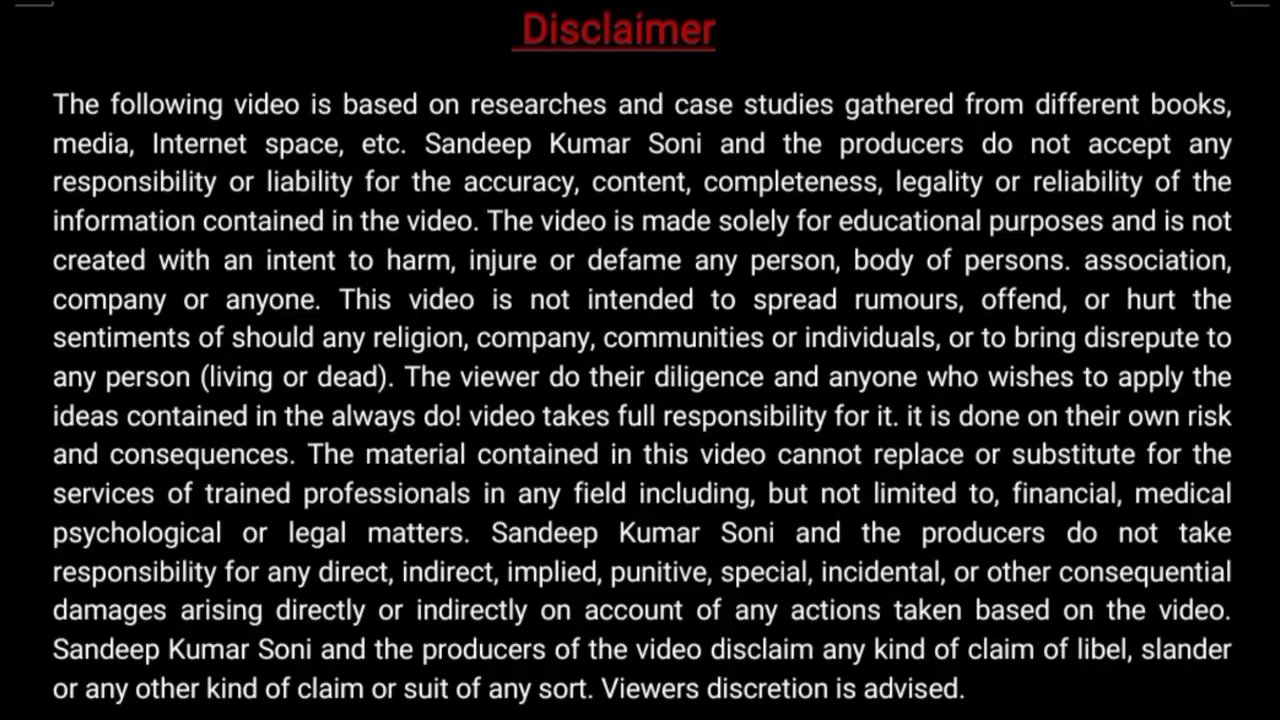 Disclaimer
The following video is based on researches and case studies gathered from different books,
media, Internet space, etc. Sandeep Kumar Soni and the producers do not accept any
responsibility or liability for the accuracy, content, completeness, legality or reliability of the
information contained in the video. The video is made solely for educational purposes and is not
created with an intent to harm, injure or defame any person, body of persons. association,
company or anyone. This video is not intended to spread rumours, offend, or hurt the
sentiments of should any religion, company, communities or individuals, or to bring disrepute to
any person (living or dead). The viewer do their diligence and anyone who wishes to apply the
ideas contained in the always do! video takes full responsibility for it. it is done on their own risk
and consequences. The material contained in this video cannot replace or substitute for the
services of trained professionals in any field including, but not limited to, financial, medical
psychological or legal matters. Sandeep Kumar Soni and the producers do not take
responsibility for any direct, indirect, implied, punitive, special, incidental, or other consequential
damages arising directly or indirectly on account of any actions taken based on the video.
Sandeep Kumar Soni and the producers of the video disclaim any kind of claim of libel, slander
or any other kind of claim or suit of any sort. Viewers discretion is advised.